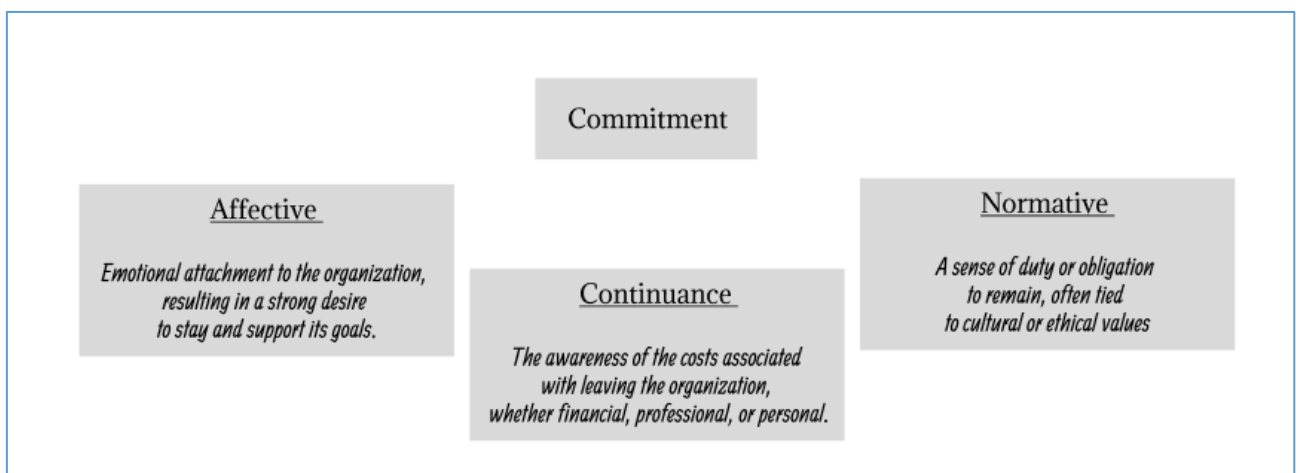 Commitment
Affective
Emotional attachment to the organization,
resulting in a strong desire
to stay and support its goals.
Continuance
The awareness of the costs associated
with leaving the organization,
whether financial, professional, or personal.
Normative
A sense of duty or obligation
to remain, often tied
to cultural or ethical values